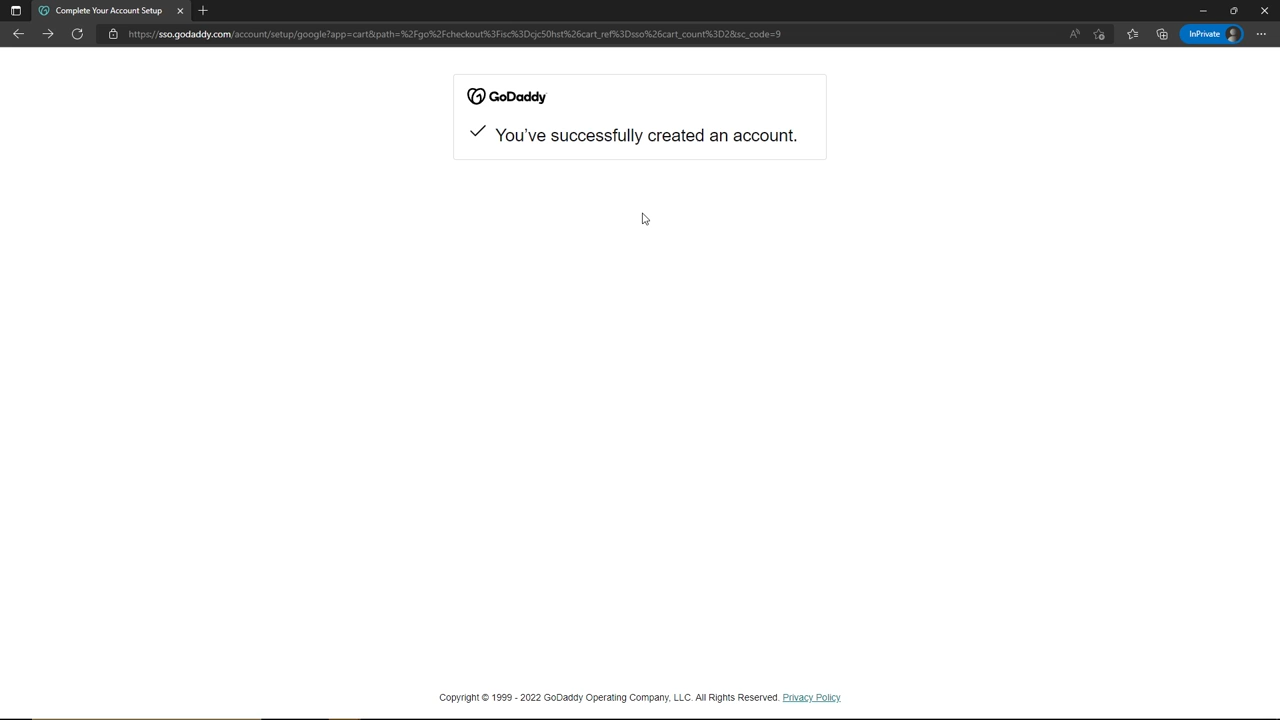 Complete Your Account Setup
https://sso.godaddy.com/account/setup/google?app=cart&path=%2Fgo%2Fcheckout%3Fisc%3Dcjc50hst%26cart_ref%3Dsso%26cart_count%3D2&sc_code=9
InPrivate
GoDaddy
You’ve successfully created an account.
Copyright © 1999 - 2022 GoDaddy Operating Company, LLC. All Rights Reserved. Privacy Policy